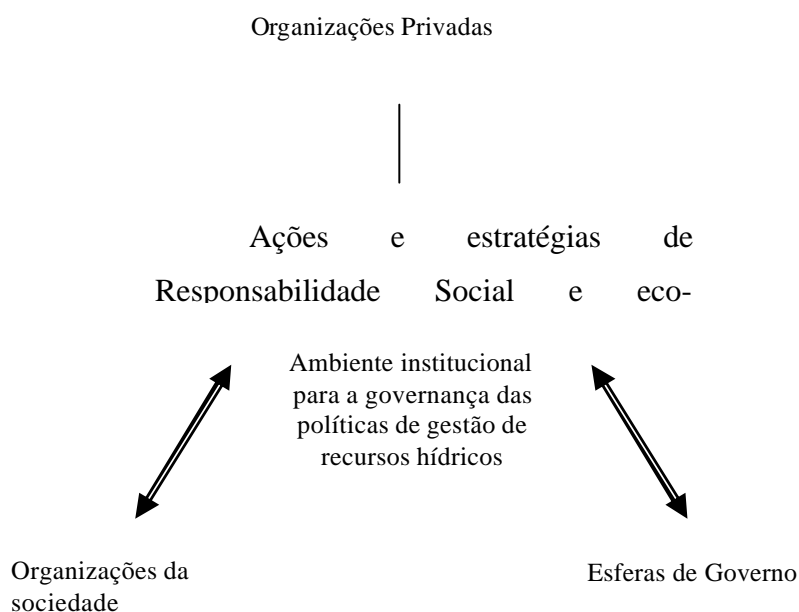 Organizações Privadas
Ações e estratégias de
Responsabilidade Social e eco-
Ambiente institucional
para a governança das
políticas de gestão de
recursos hídricos
Organizações da
sociedade
Esferas de Governo